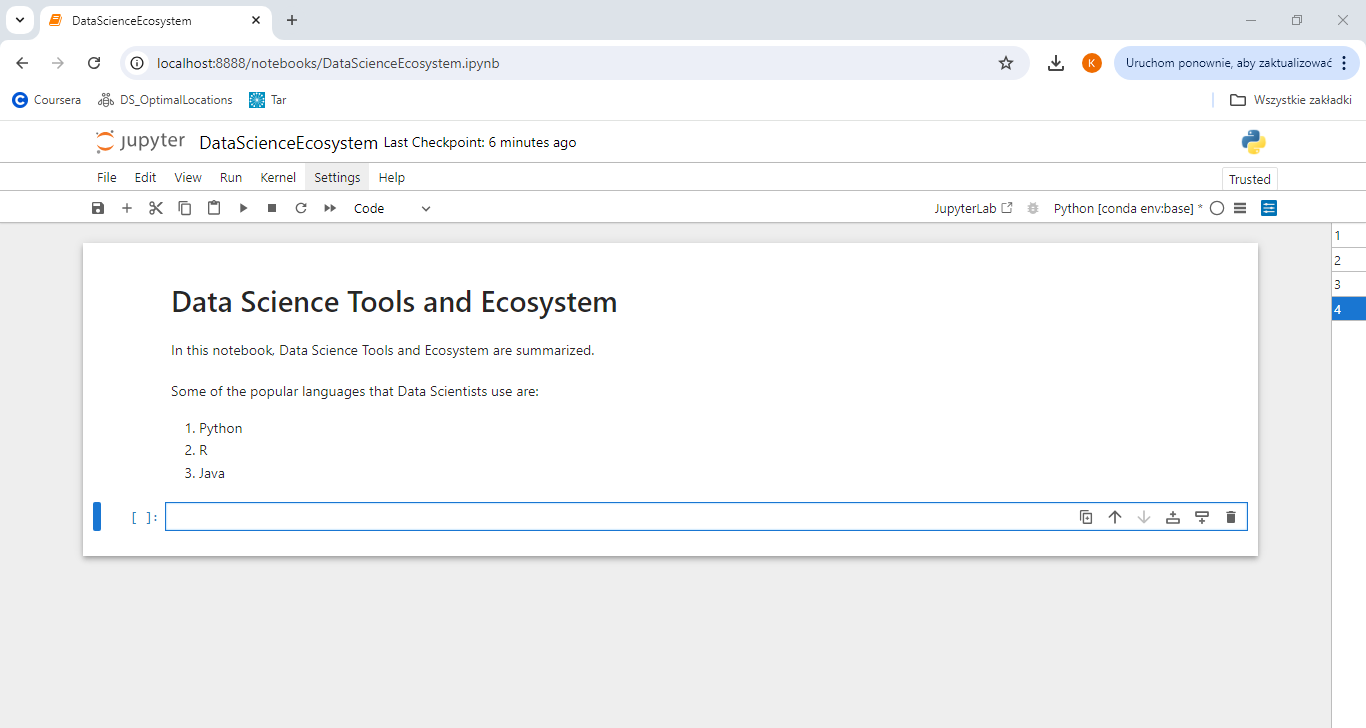 DataScienceEcosystem
localhost:8888/notebooks/DataScienceEcosystem.ipynb
K
Uruchom ponownie, aby zaktualizować
Coursera
DS_OptimalLocations
Tar
Wszystkie zakładki
jupyter DataScienceEcosystem Last Checkpoint: 6 minutes ago
File Edit View Run Kernel Settings Help
Trusted
Code
JupyterLab
Python [conda env:base] *
1
2
3
4
Data Science Tools and Ecosystem
In this notebook, Data Science Tools and Ecosystem are summarized.
Some of the popular languages that Data Scientists use are:
1. Python
2. R
3. Java
[ ]: